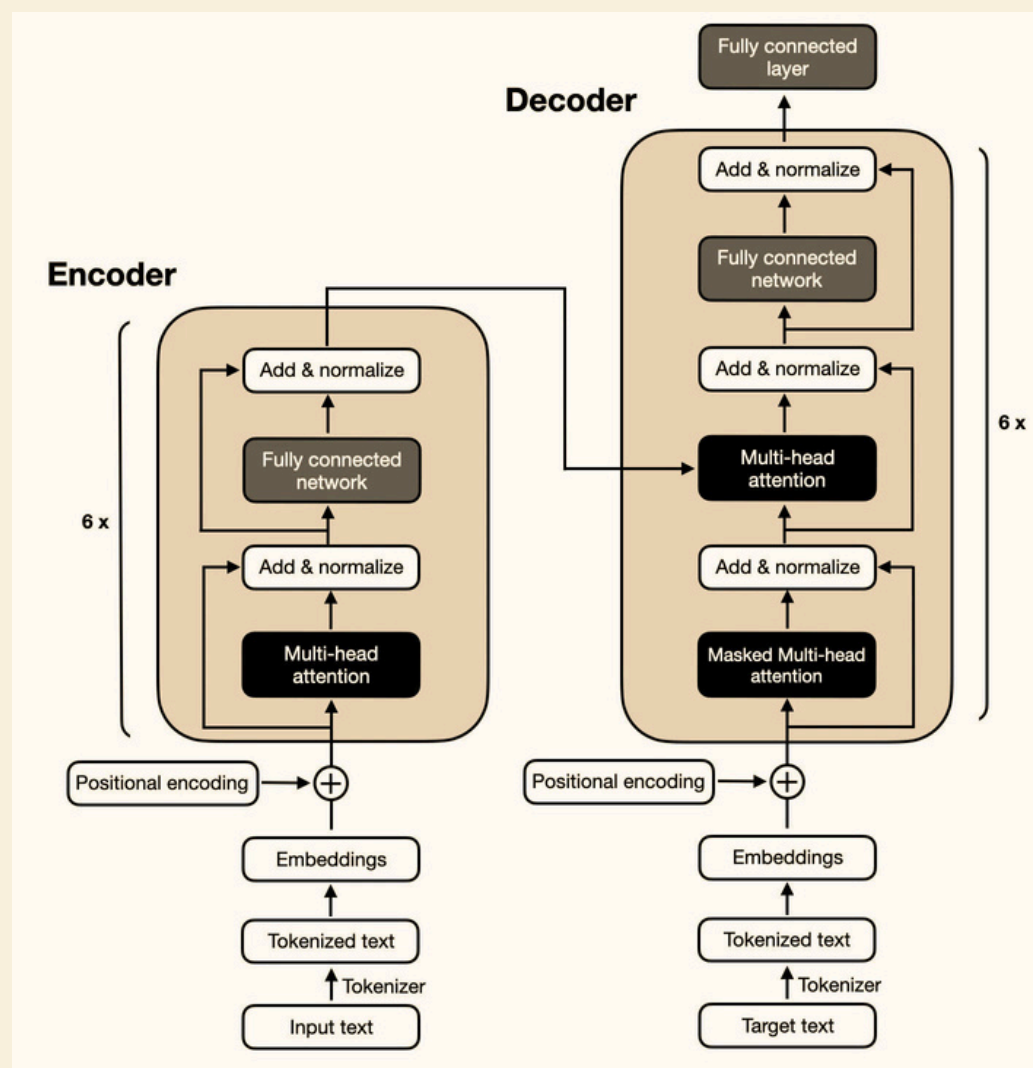 Encoder
Add & normalize
Fully connected
network
6 x
Add & normalize
Multi-head
attention
Positional encoding
+
Embeddings
Tokenized text
Tokenizer
Input text
Decoder
Fully connected
layer
Add & normalize
Fully connected
network
Add & normalize
6 x
Multi-head
attention
Add & normalize
Masked Multi-head
attention
Positional encoding
+
Embeddings
Tokenized text
Tokenizer
Target text